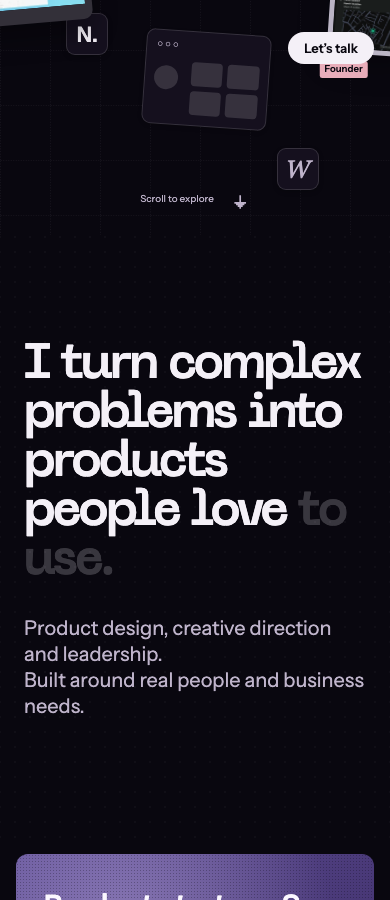 N.
Let's talk
Founder
W
Scroll to explore
I turn complex
problems into
products
people love to
use.
Product design, creative direction
and leadership.
Built around real people and business
needs.